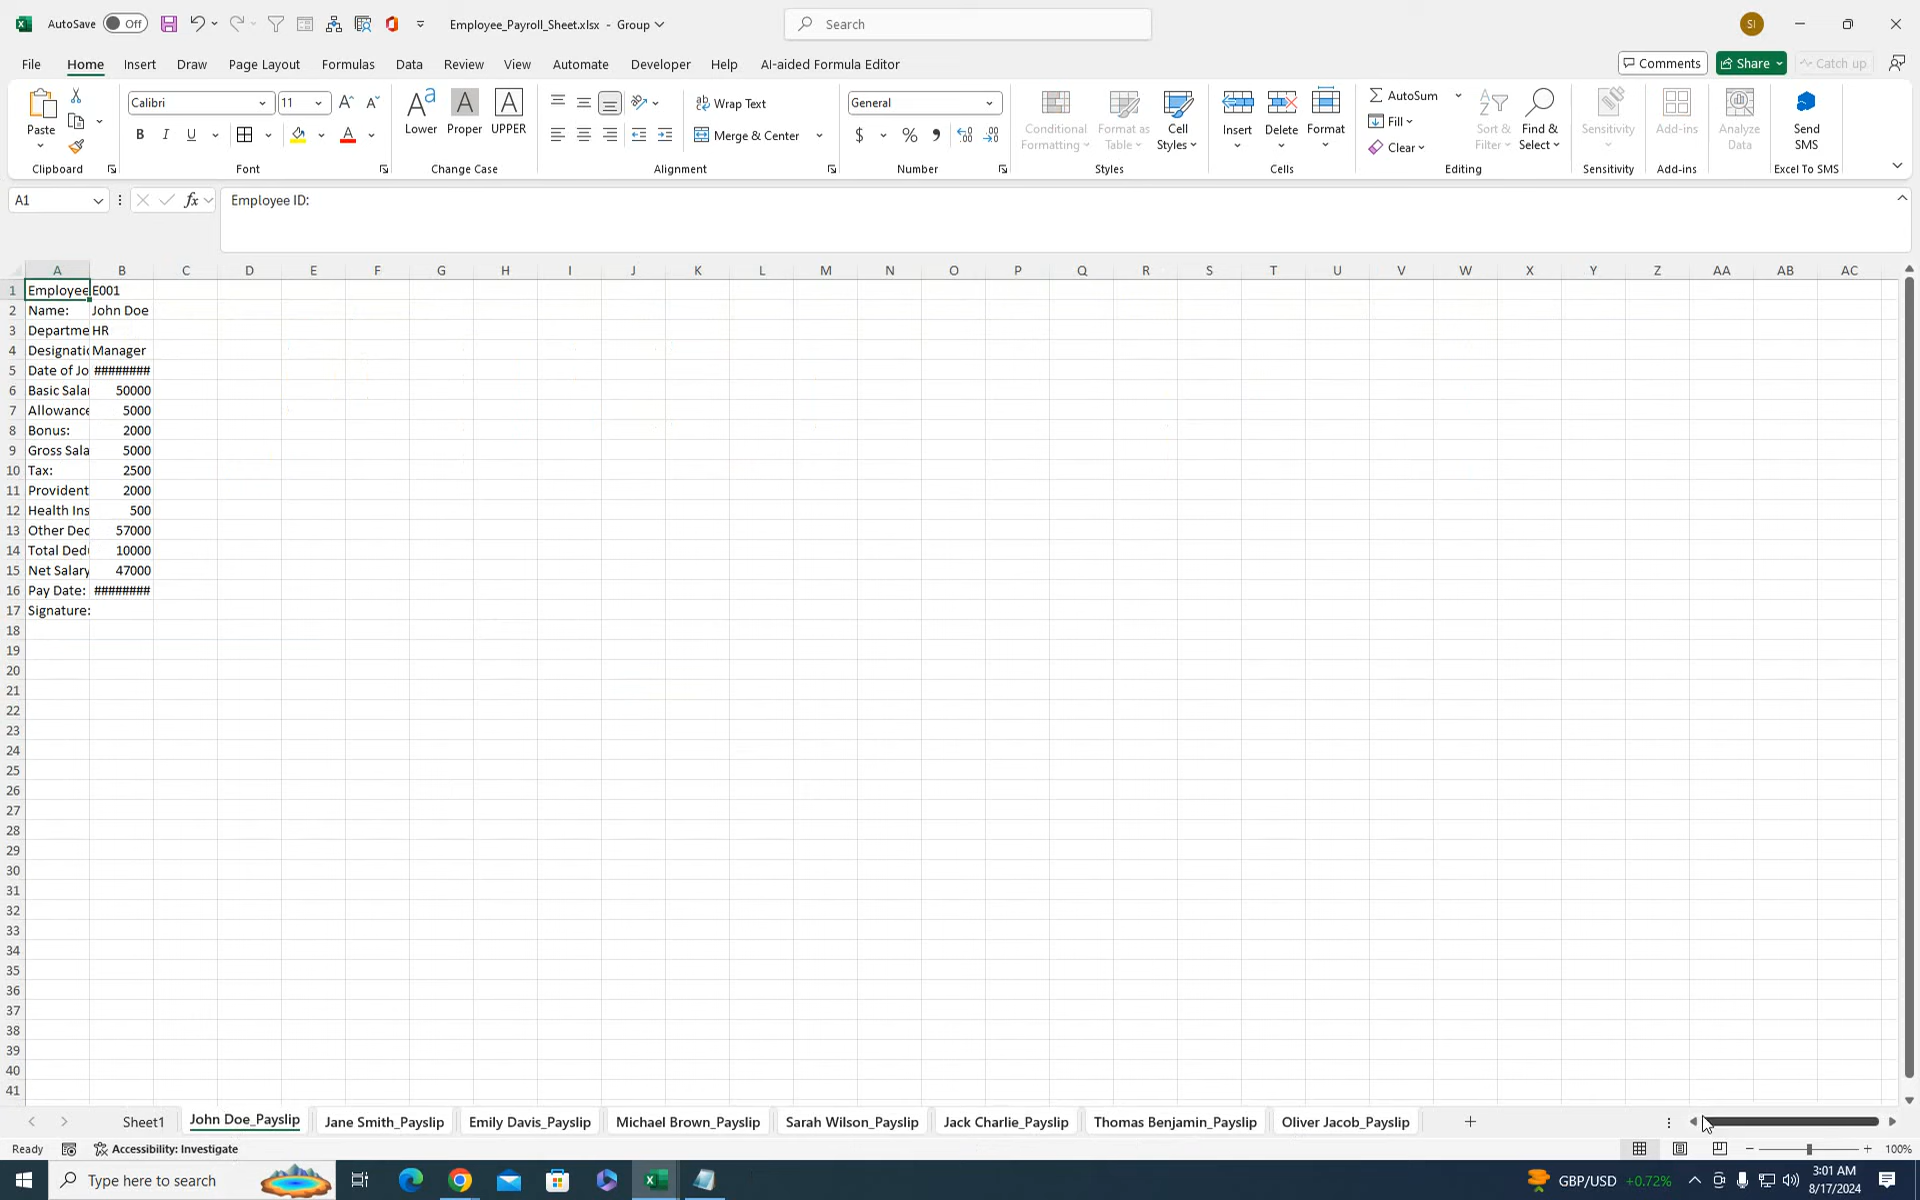 AutoSave Off Employee_Payroll_Sheet.xlsx - Group Search SI
File Home Insert Draw Page Layout Formulas Data Review View Automate Developer Help AI-aided Formula Editor Comments Share Catch up
Paste
Clipboard
Calibri 11
B I U A
Font
A Lower
A Proper
A UPPER
Change Case
Wrap Text
Merge & Center
Alignment
General
$ %
Number
Conditional Formatting
Format as Table
Cell Styles
Styles
Insert
Delete
Format
Cells
AutoSum
Fill
Clear
Sort & Filter
Find & Select
Editing
Sensitivity
Sensitivity
Add-ins
Add-ins
Analyze Data
Send SMS
Excel To SMS
A1 fx Employee ID:
A B C D E F G H I J K L M N O P Q R S T U V W X Y Z AA AB AC
1 Employee E001
2 Name: John Doe
3 Departme HR
4 Designatic Manager
5 Date of Jo ########
6 Basic Salar 50000
7 Allowance 5000
8 Bonus: 2000
9 Gross Sala 5000
10 Tax: 2500
11 Provident 2000
12 Health Ins 500
13 Other Dec 57000
14 Total Dedu 10000
15 Net Salary 47000
16 Pay Date: ########
17 Signature:
18
19
20
21
22
23
24
25
26
27
28
29
30
31
32
33
34
35
36
37
38
39
40
41
Sheet1 John Doe_Payslip Jane Smith_Payslip Emily Davis_Payslip Michael Brown_Payslip Sarah Wilson_Payslip Jack Charlie_Payslip Thomas Benjamin_Payslip Oliver Jacob_Payslip
Ready Accessibility: Investigate 100%
Type here to search GBP/USD +0.72% 3:01 AM
8/17/2024